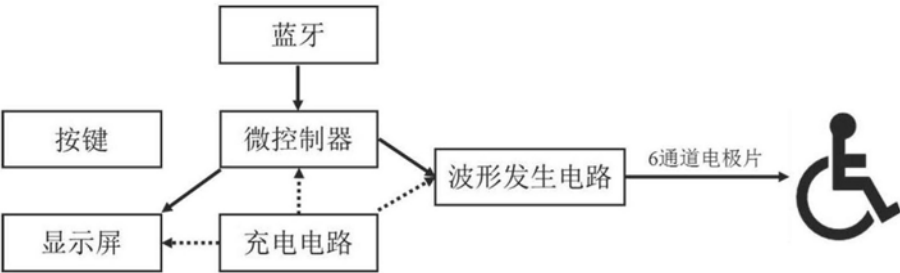 蓝牙
按键
微控制器
波形发生电路
6通道电极片
显示屏
充电电路